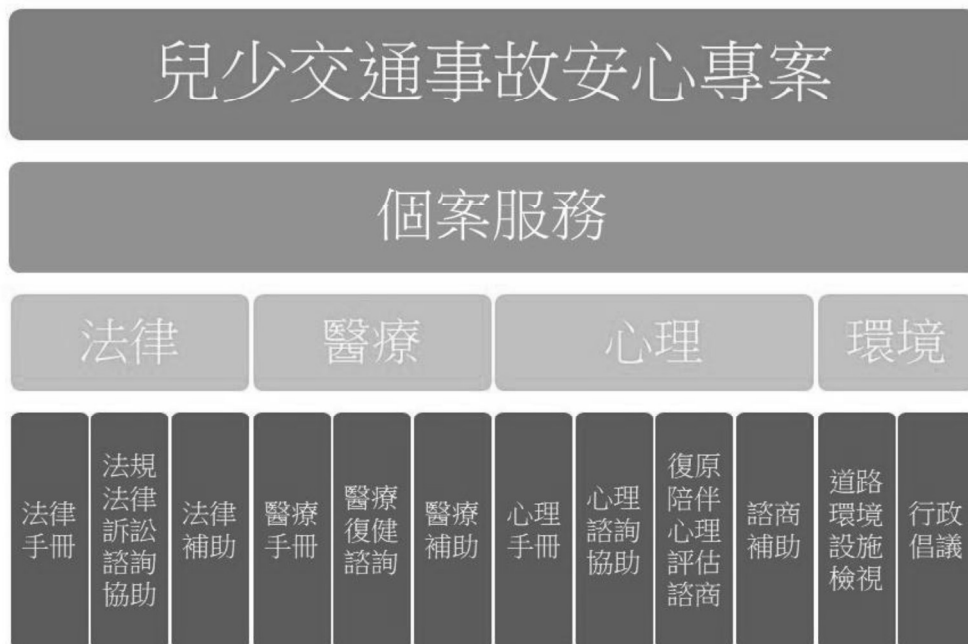 兒少交通事故安心專案
個案服務
法律
醫療
心理
環境
法律
手冊
法規
法律
訴訟
諮詢
協助
法律
補助
醫療
手冊
醫療
復健
諮詢
醫療
補助
心理
手冊
心理
諮詢
協助
復原
陪伴
心理
評估
諮商
諮商
補助
道路
環境
設施
檢視
行政
倡議